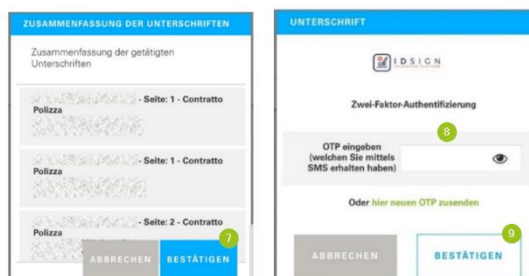 ZUSAMMENFASSUNG DER UNTERSCHRIFTEN
Zusammenfassung der getätigten
Unterschriften
- Seite: 1 - Contratto
Polizza
- Seite: 1 - Contratto
Polizza
- Seite: 2 - Contratto
Polizza
7
ABBRECHEN
BESTÄTIGEN
UNTERSCHRIFT
IDSIGN
Zwei-Faktor-Authentifizierung
8
OTP eingeben
(welchen Sie mittels
SMS erhalten haben)
Oder hier neuen OTP zusenden
9
ABBRECHEN
BESTÄTIGEN